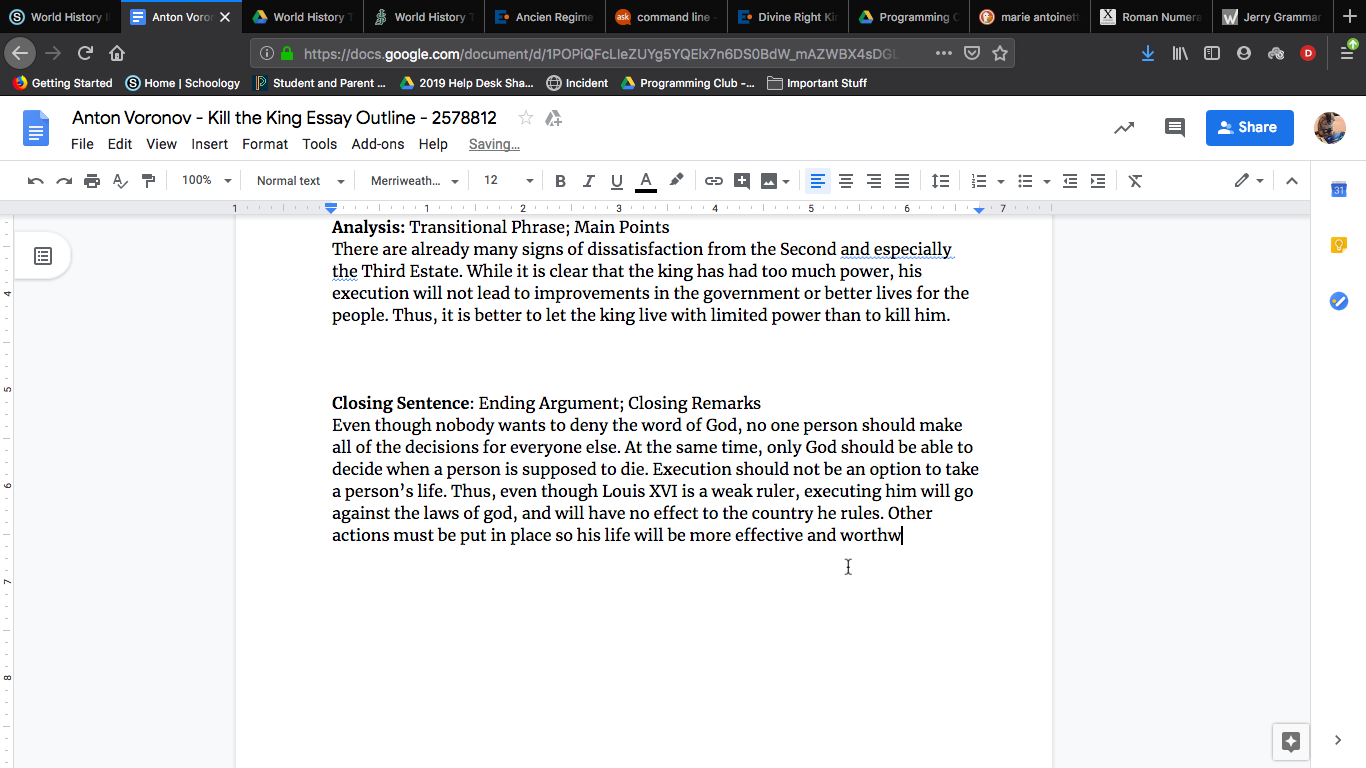 World History I
Anton Voron
World History T
World History T
Ancien Regime
command line -
Divine Right Kin
Programming C
marie antoinett
Roman Numera
Jerry Grammar
https://docs.google.com/document/d/1POPiQFcLIeZUYg5YQElx7n6DS0BdW_mAZWBX4sDGL
Getting Started
Home | Schoology
Student and Parent ...
2019 Help Desk Sha...
Incident
Programming Club -...
Important Stuff
Anton Voronov - Kill the King Essay Outline - 2578812
File Edit View Insert Format Tools Add-ons Help Saving...
Share
100% Normal text Merriweath... 12 B I U A
1 1 2 3 4 5 6 7
Analysis: Transitional Phrase; Main Points
There are already many signs of dissatisfaction from the Second and especially
the Third Estate. While it is clear that the king has had too much power, his
execution will not lead to improvements in the government or better lives for the
people. Thus, it is better to let the king live with limited power than to kill him.
Closing Sentence: Ending Argument; Closing Remarks
Even though nobody wants to deny the word of God, no one person should make
all of the decisions for everyone else. At the same time, only God should be able to
decide when a person is supposed to die. Execution should not be an option to take
a person’s life. Thus, even though Louis XVI is a weak ruler, executing him will go
against the laws of god, and will have no effect to the country he rules. Other
actions must be put in place so his life will be more effective and worthw
4
5
6
7
8
31